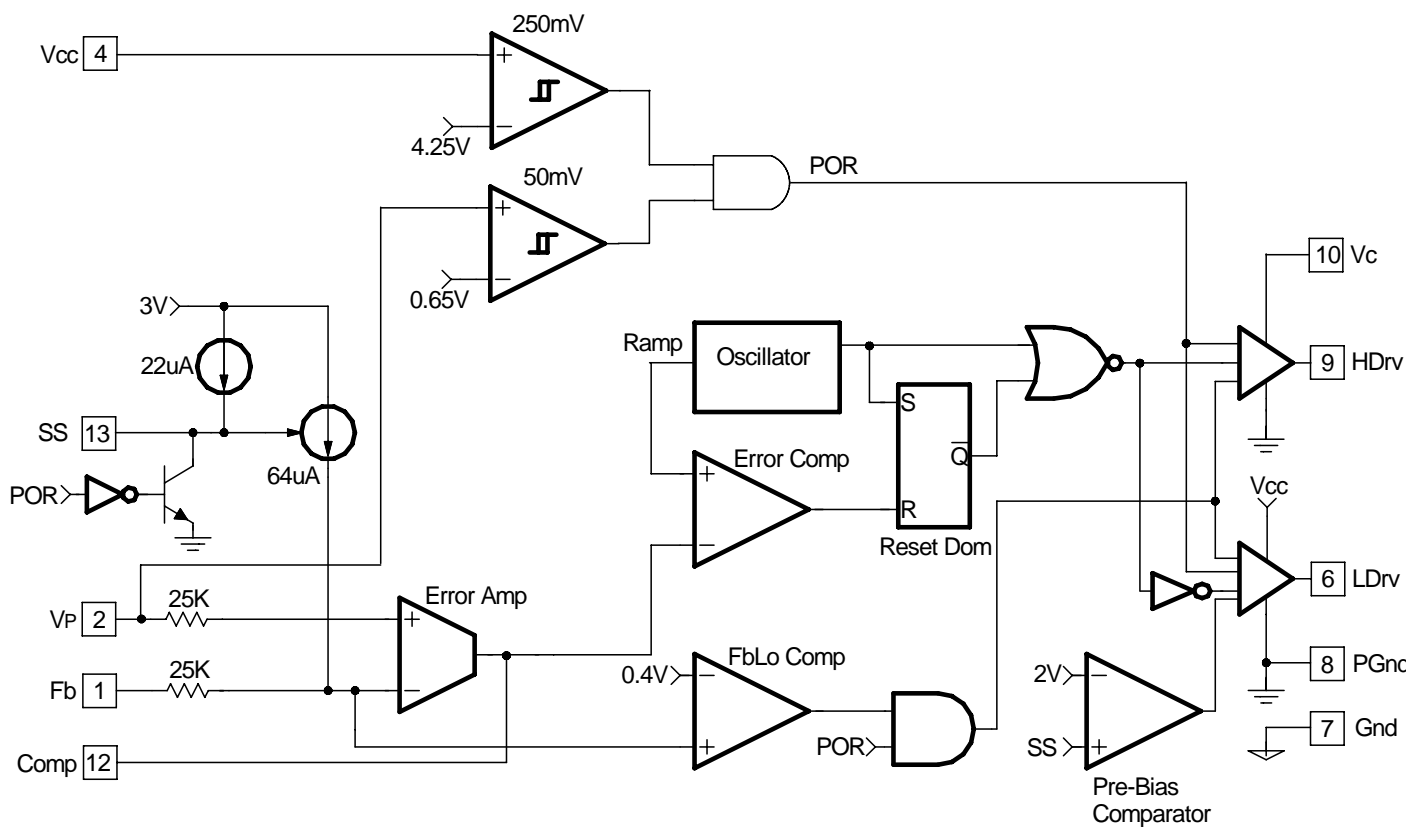 250mV
Vcc 4
+
−
4.25V
50mV
POR
+
−
0.65V
10 Vc
3V
Ramp
Oscillator
22uA
9 HDrv
S
SS 13
Error Comp
Q
64uA
+
Vcc
POR
R
−
Reset Dom
25K
Error Amp
6 LDrv
VP 2
+
FbLo Comp
25K
0.4V
−
2V
−
8 PGnd
Fb 1
−
7 Gnd
+
POR
SS
+
Comp 12
Pre-Bias
Comparator